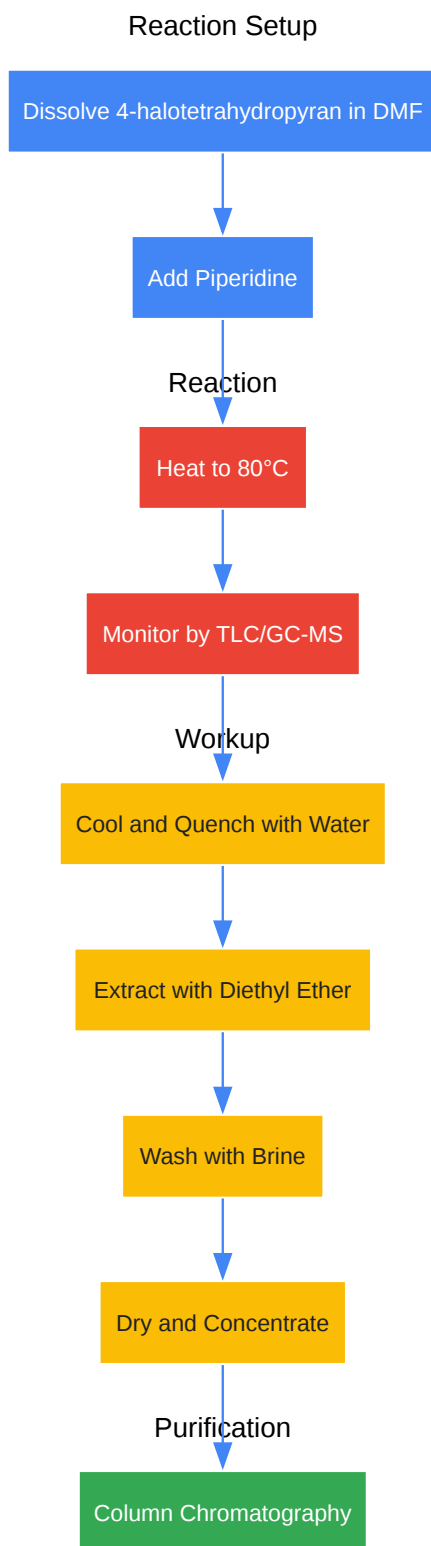 Reaction Setup
Dissolve 4-halotetrahydropyran in DMF
Add Piperidine
Reaction
Heat to 80°C
Monitor by TLC/GC-MS
Workup
Cool and Quench with Water
Extract with Diethyl Ether
Wash with Brine
Dry and Concentrate
Purification
Column Chromatography